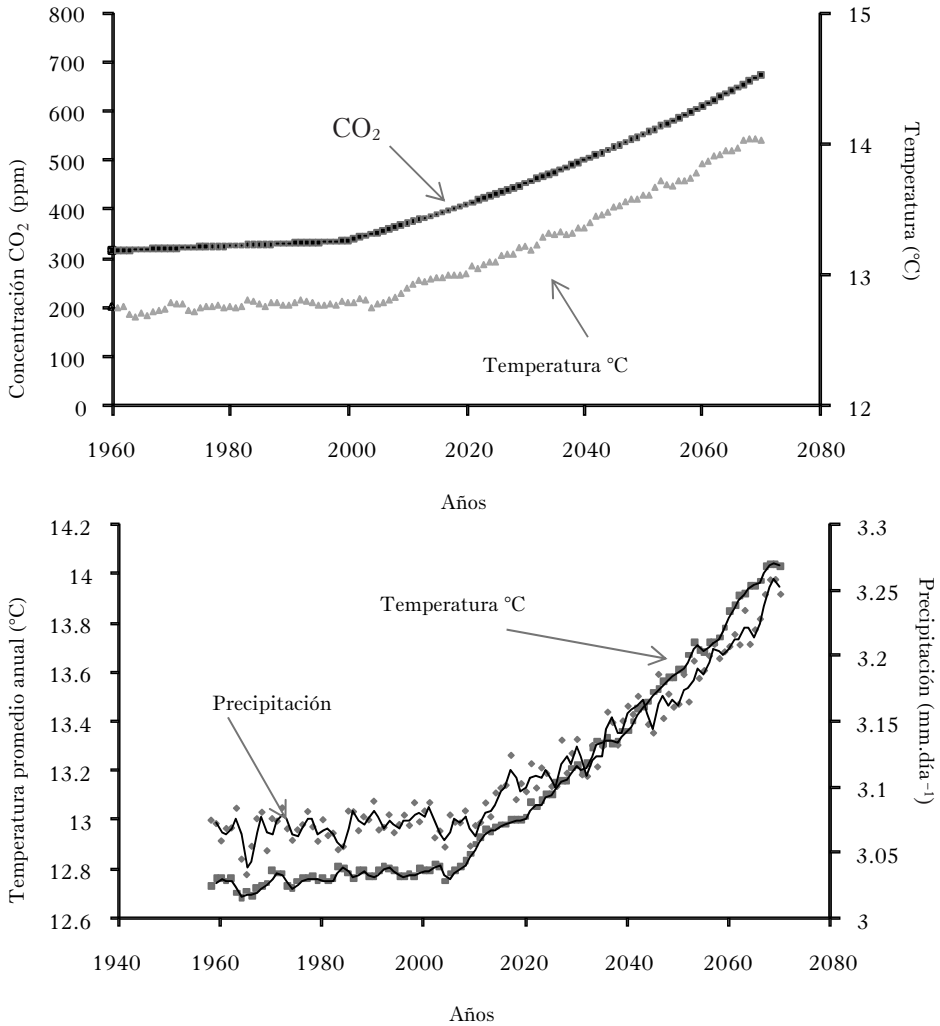 800
700
600
500
400
300
200
100
0
Concentración CO₂ (ppm)
CO₂
Temperatura °C
15
14
13
12
Temperatura (°C)
1960 1980 2000 2020 2040 2060 2080
Años
14.2
14
13.8
13.6
13.4
13.2
13
12.8
12.6
Temperatura promedio anual (°C)
Temperatura °C
Precipitación
3.3
3.25
3.2
3.15
3.1
3.05
3
Precipitación (mm.día⁻¹)
1940 1960 1980 2000 2020 2040 2060 2080
Años